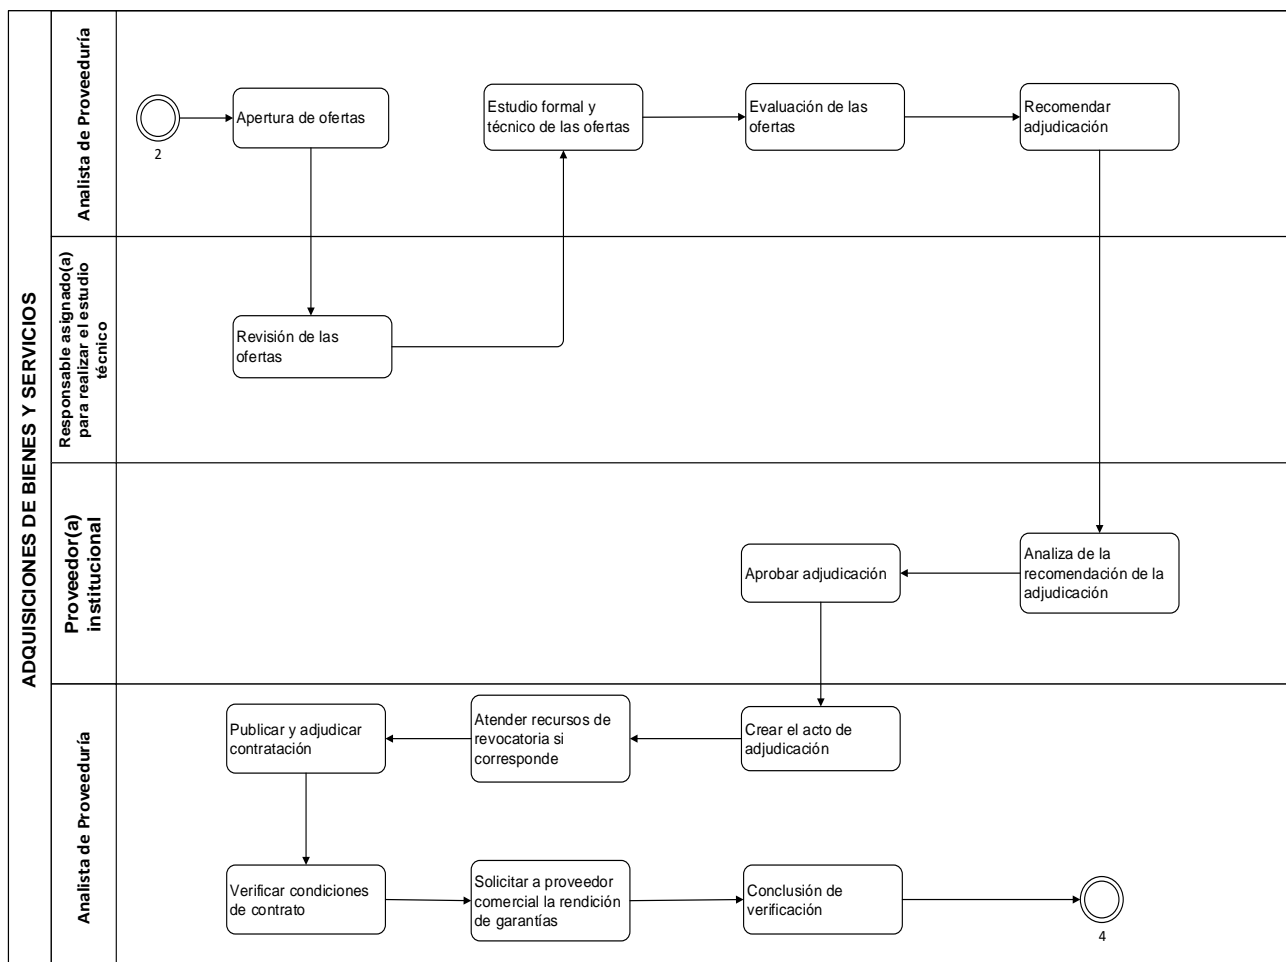 ADQUISICIONES DE BIENES Y SERVICIOS
Analista de Proveeduría
2
Apertura de ofertas
Estudio formal y
técnico de las ofertas
Evaluación de las
ofertas
Recomendar
adjudicación
Responsable asignado(a)
para realizar el estudio
técnico
Revisión de las
ofertas
Proveedor(a)
institucional
Aprobar adjudicación
Analiza de la
recomendación de la
adjudicación
Analista de Proveeduría
Publicar y adjudicar
contratación
Atender recursos de
revocatoria si
corresponde
Crear el acto de
adjudicación
Verificar condiciones
de contrato
Solicitar a proveedor
comercial la rendición
de garantías
Conclusión de
verificación
4